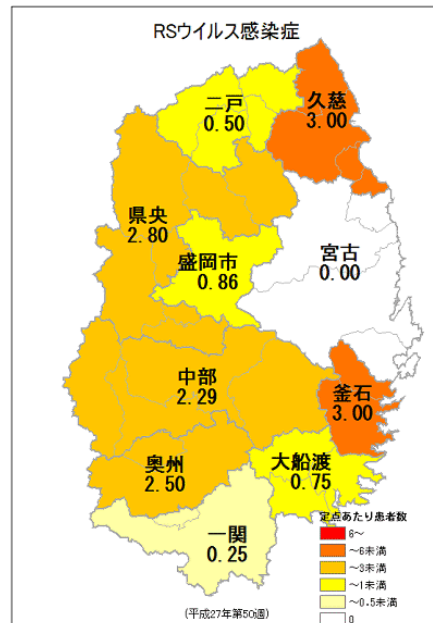 RSウイルス感染症
二戸
0.50
久慈
3.00
県央
2.80
盛岡市
0.86
宮古
0.00
中部
2.29
釜石
3.00
奥州
2.50
大船渡
0.75
一関
0.25
定点あたり患者数
6～
～6未満
～3未満
～1未満
～0.5未満
0
(平成27年第50週)